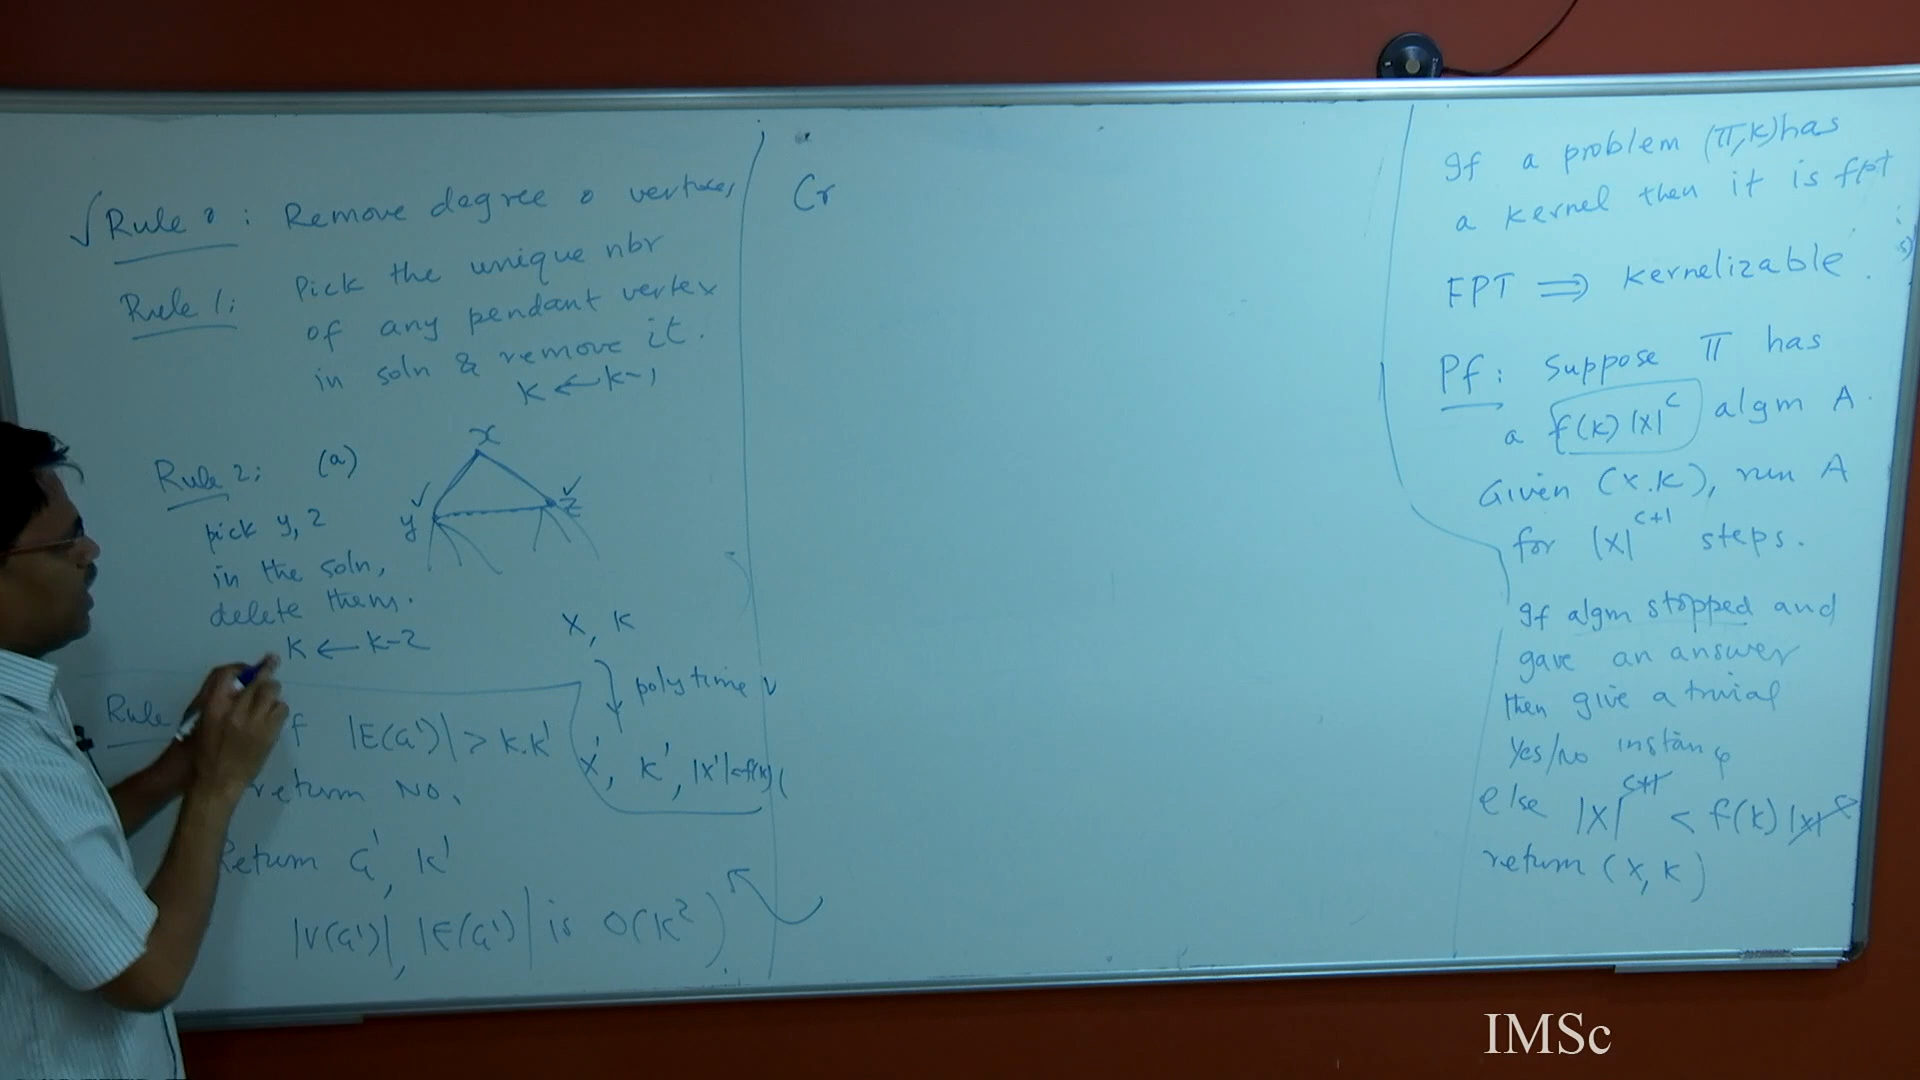 √ Rule 0: Remove degree 0 vertices
Rule 1: Pick the unique nbr
of any pendant vertex
in soln & remove it.
k ← k-1
Rule 2: (a)
x
y
z
pick y, z
in the soln,
delete them.
k ← k-2
x, k
poly time
x', k', |x'| ≤ f(k)
Rule
|E(G')| > k.k'
return NO.
Return G', k'
|V(G')|, |E(G')| is O(k²)
Cr
If a problem (π,k) has
a kernel then it is fpt
FPT ⟹ kernelizable.
Pf: Suppose π has
a f(k)|x|^c algm A.
Given (x.k), run A
for |x|^c+1 steps.
If algm stopped and
gave an answer
then give a trivial
Yes/No instance
else |x|^c+1 < f(k)|x|^c
return (x, k)
IMSc